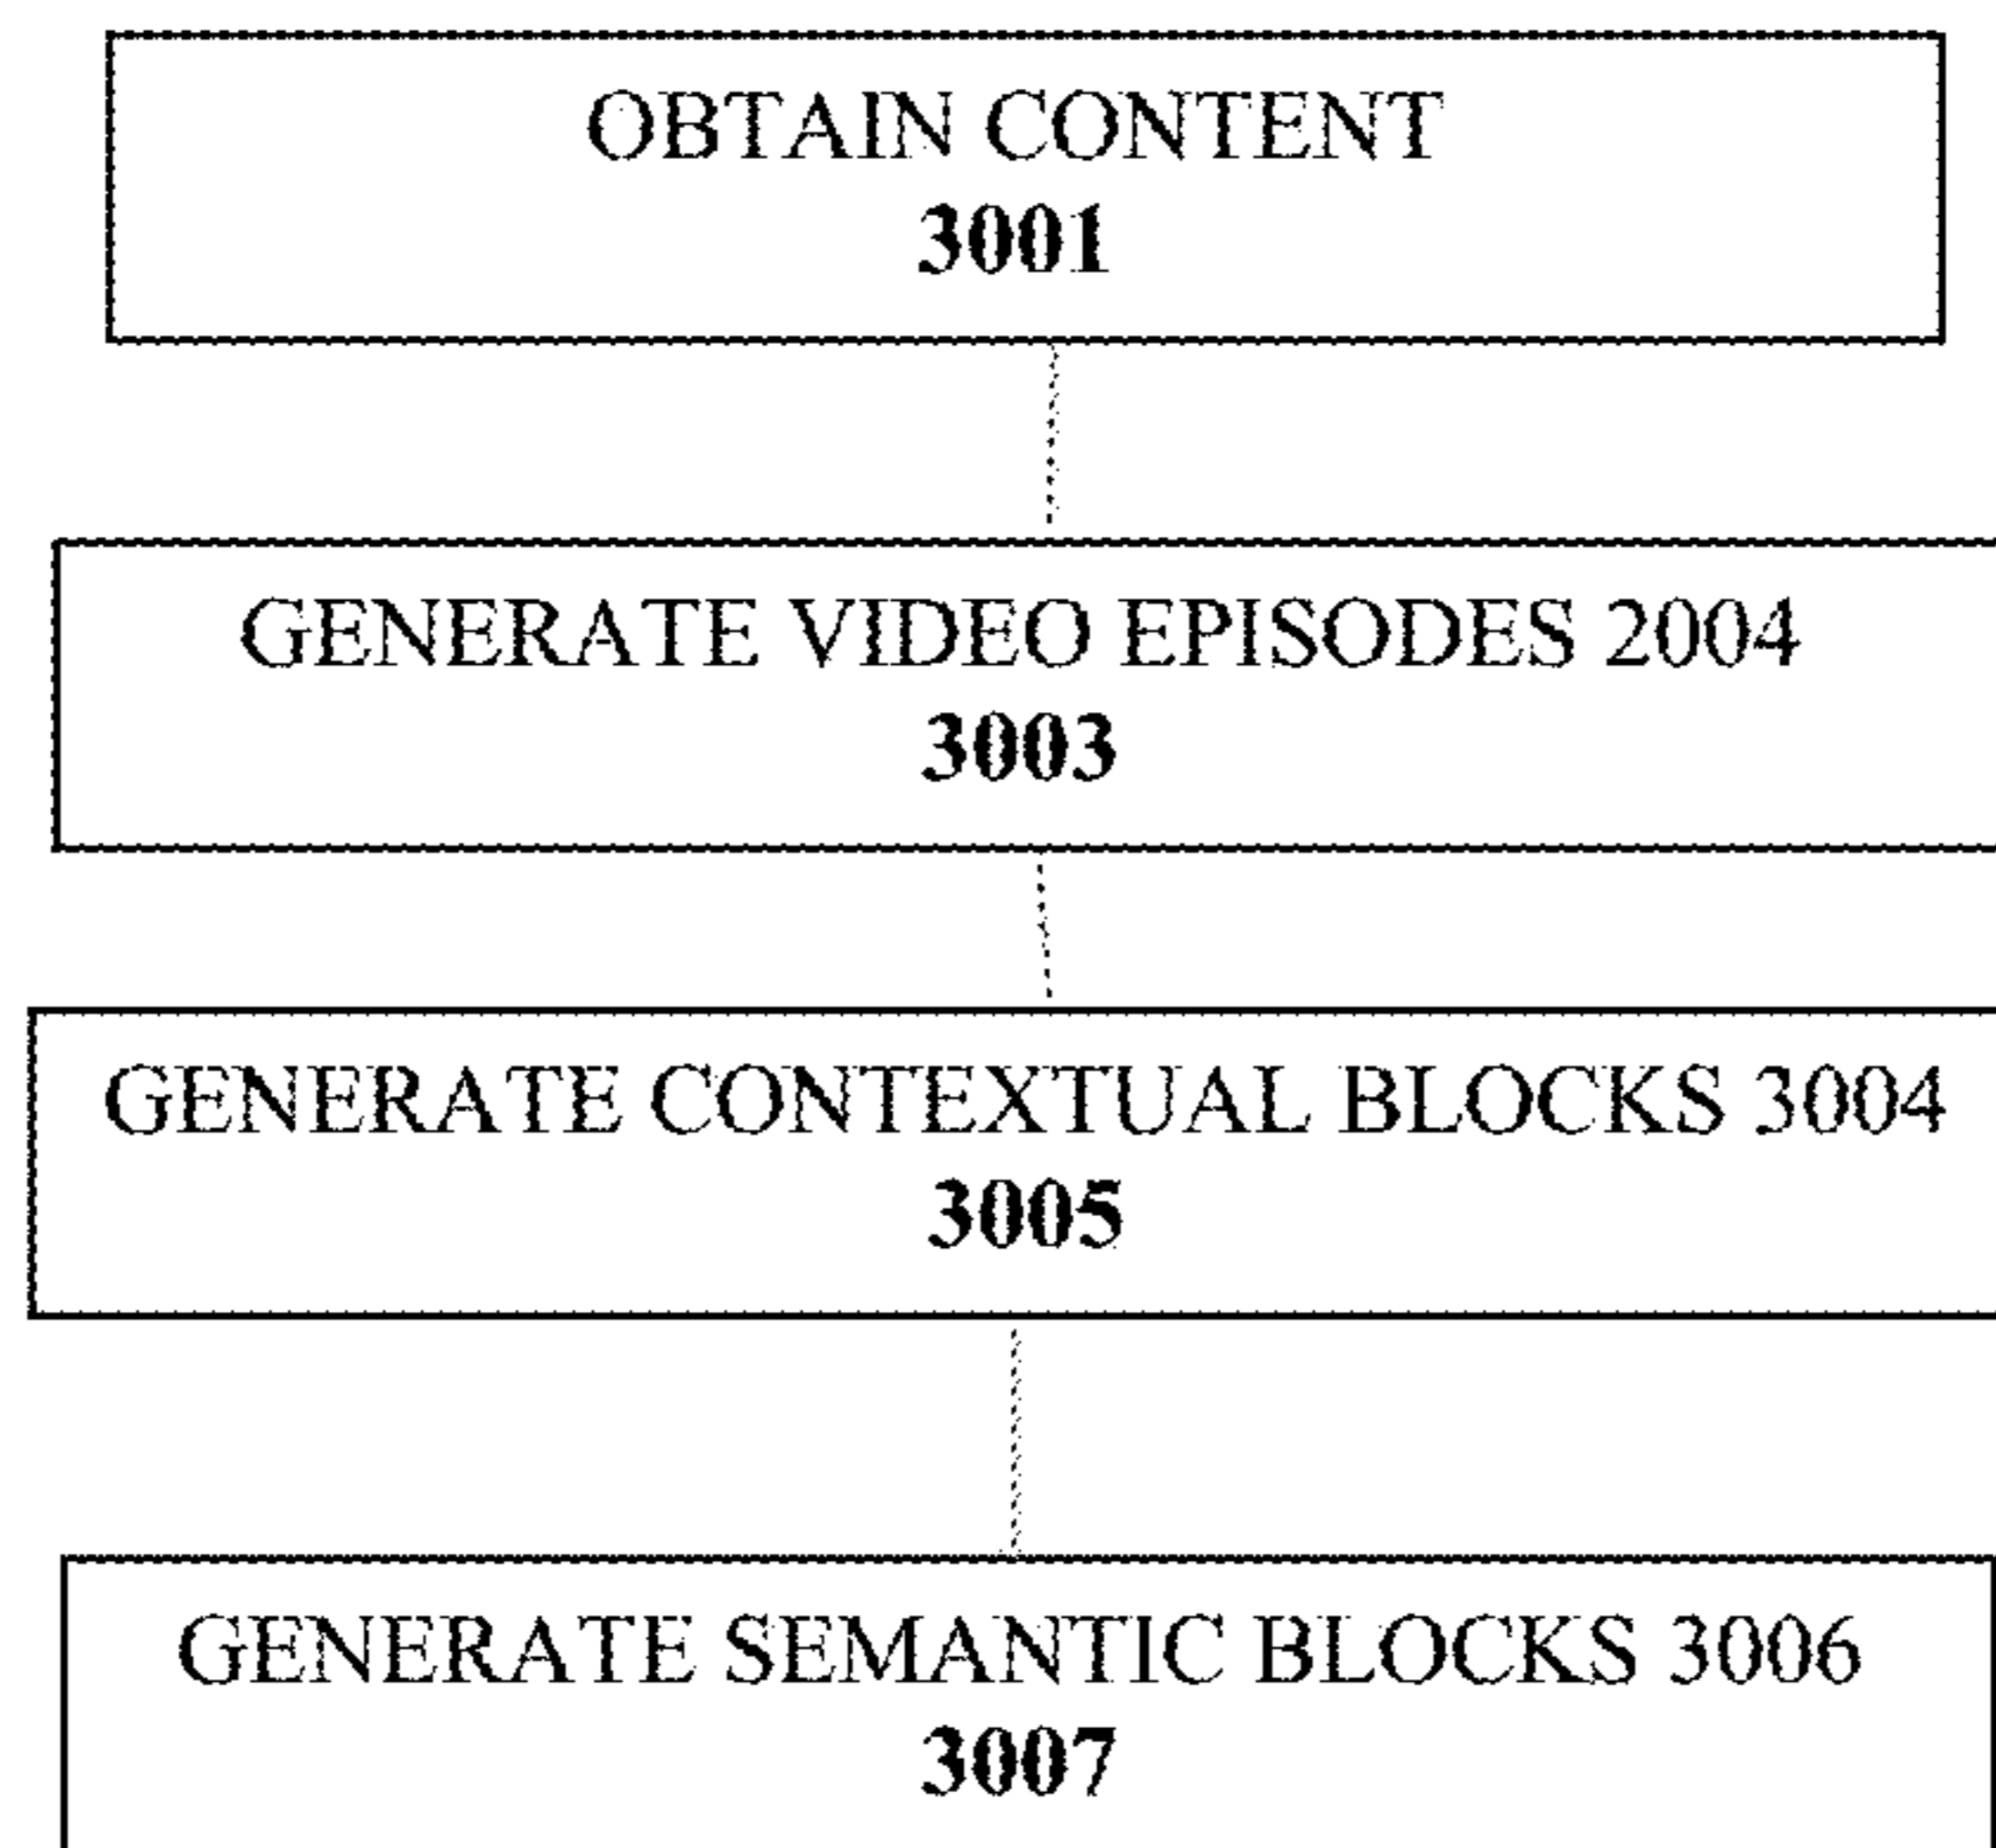 OBTAIN CONTENT
3001
GENERATE VIDEO EPISODES 2004
3003
GENERATE CONTEXTUAL BLOCKS 3004
3005
GENERATE SEMANTIC BLOCKS 3006
3007